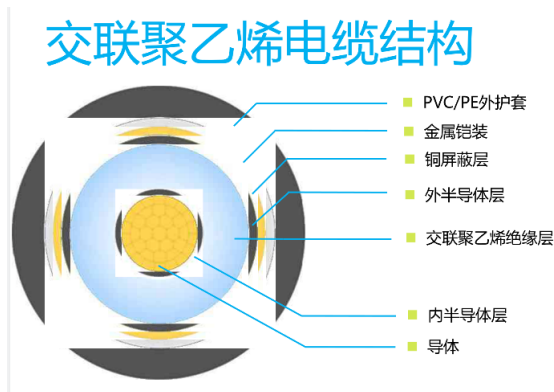 交联聚乙烯电缆结构
PVC/PE外护套
金属铠装
铜屏蔽层
外半导体层
交联聚乙烯绝缘层
内半导体层
导体